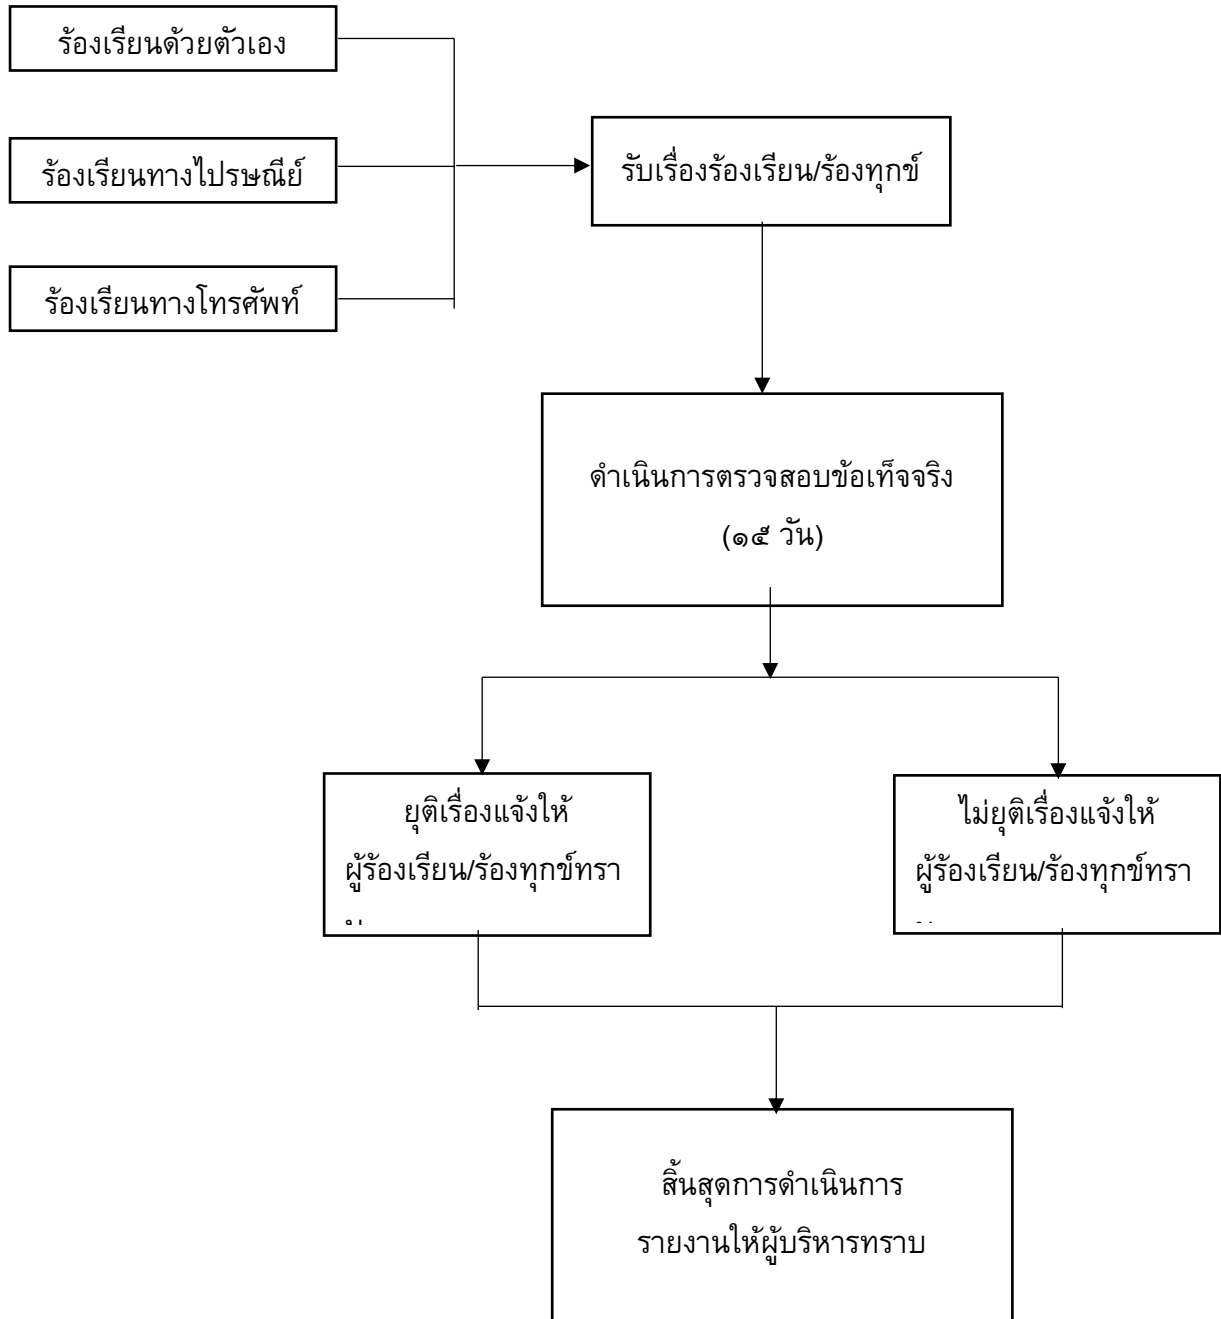 ร้องเรียนด้วยตัวเอง
ร้องเรียนทางไปรษณีย์
ร้องเรียนทางโทรศัพท์
รับเรื่องร้องเรียน/ร้องทุกข์
ดำเนินการตรวจสอบข้อเท็จจริง
(๑๕ วัน)
ยุติเรื่องแจ้งให้
ผู้ร้องเรียน/ร้องทุกข์ทรา
ไม่ยุติเรื่องแจ้งให้
ผู้ร้องเรียน/ร้องทุกข์ทรา
สิ้นสุดการดำเนินการ
รายงานให้ผู้บริหารทราบ